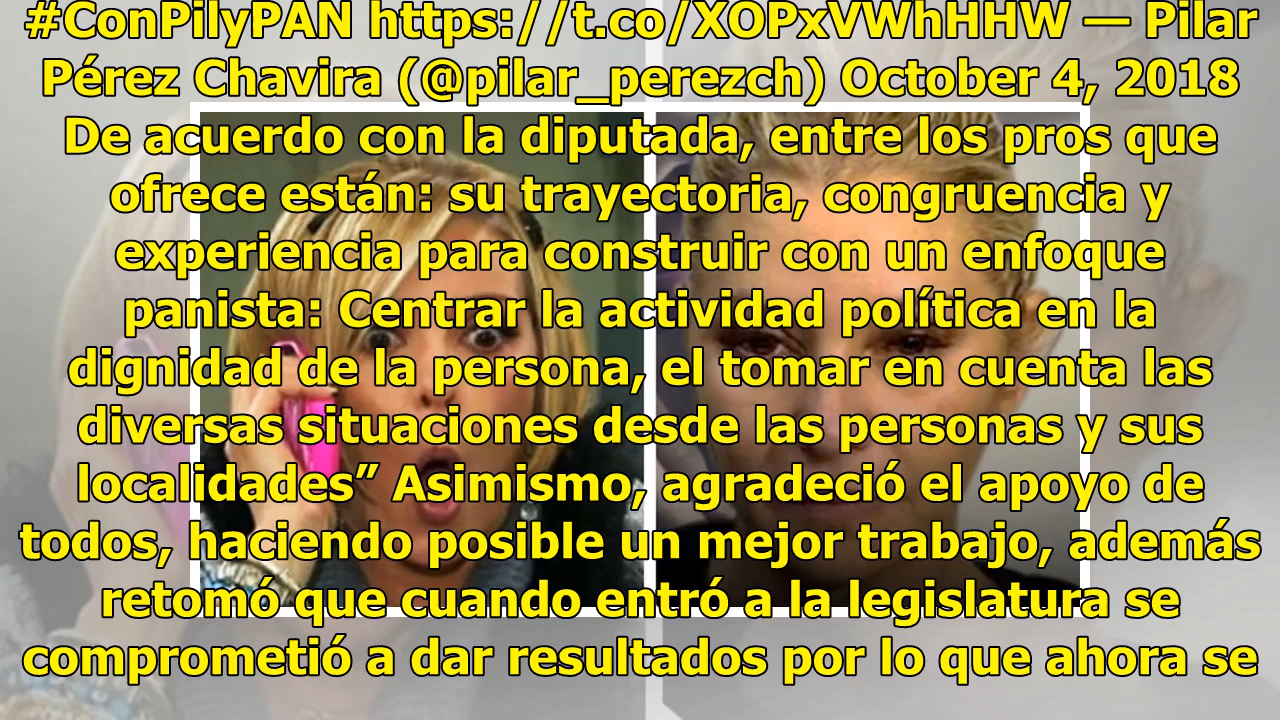 #ConPilyPAN https://t.co/XOPxVWhHHW — Pilar
Pérez Chavira (@pilar_perezch) October 4, 2018
De acuerdo con la diputada, entre los pros que
ofrece están: su trayectoria, congruencia y
experiencia para construir con un enfoque
panista: Centrar la actividad política en la
dignidad de la persona, el tomar en cuenta las
diversas situaciones desde las personas y sus
localidades” Asimismo, agradeció el apoyo de
todos, haciendo posible un mejor trabajo, además
retomó que cuando entró a la legislatura se
comprometió a dar resultados por lo que ahora se